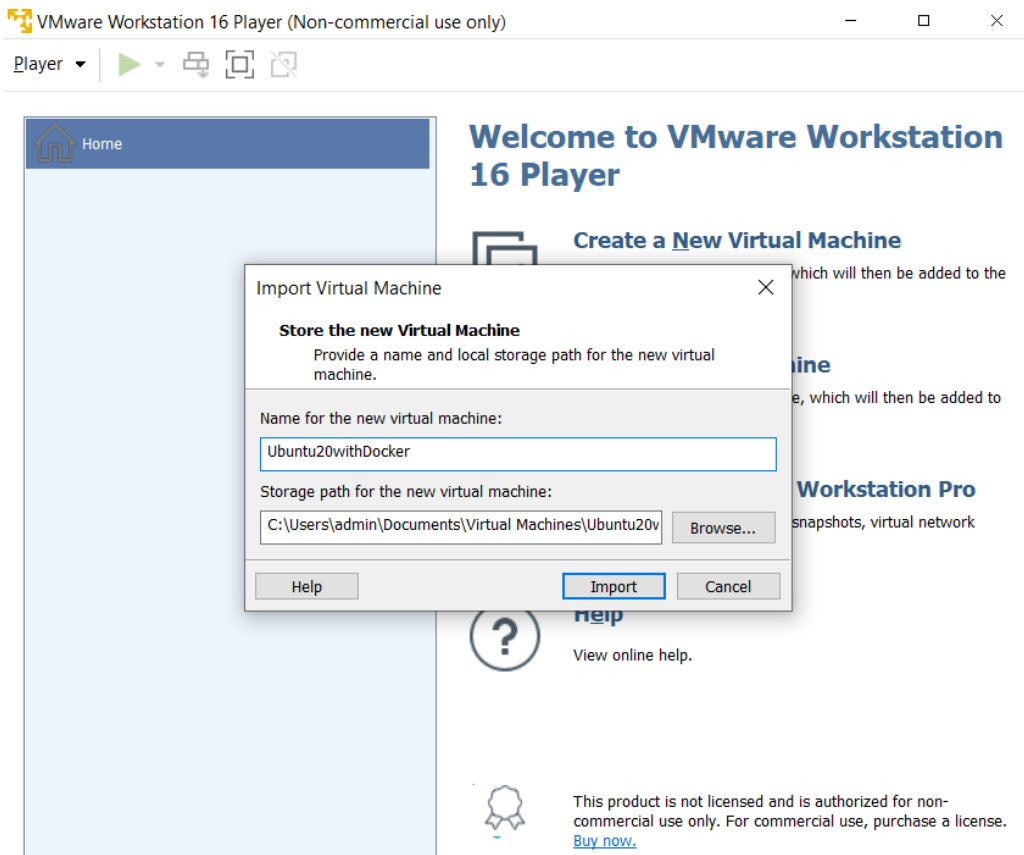 VMware Workstation 16 Player (Non-commercial use only)
Player
Home
Welcome to VMware Workstation
16 Player
Create a New Virtual Machine
which will then be added to the
ine
e, which will then be added to
Workstation Pro
snapshots, virtual network
Import Virtual Machine
Store the new Virtual Machine
Provide a name and local storage path for the new virtual
machine.
Name for the new virtual machine:
Ubuntu20withDocker
Storage path for the new virtual machine:
C:\Users\admin\Documents\Virtual Machines\Ubuntu20w
Browse...
Help
Import
Cancel
Help
View online help.
This product is not licensed and is authorized for non-
commercial use only. For commercial use, purchase a license.
Buy now.